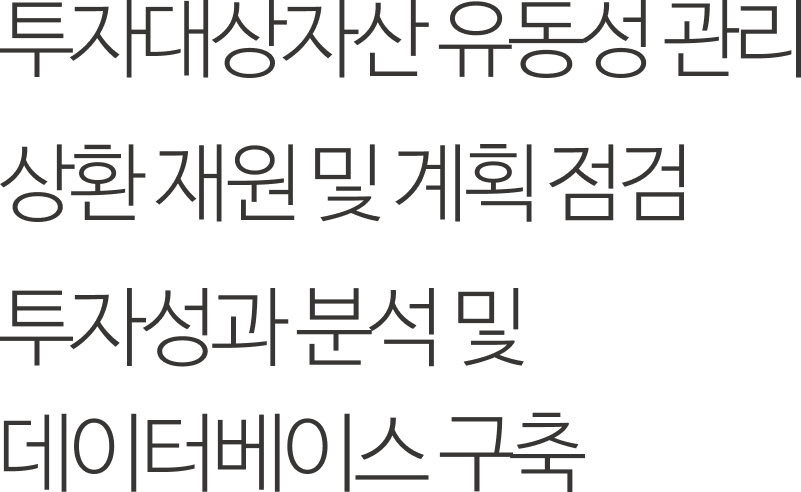 투자대상자산 유동성 관리
상환 재원 및 계획 점검
투자성과 분석 및
데이터베이스 구축